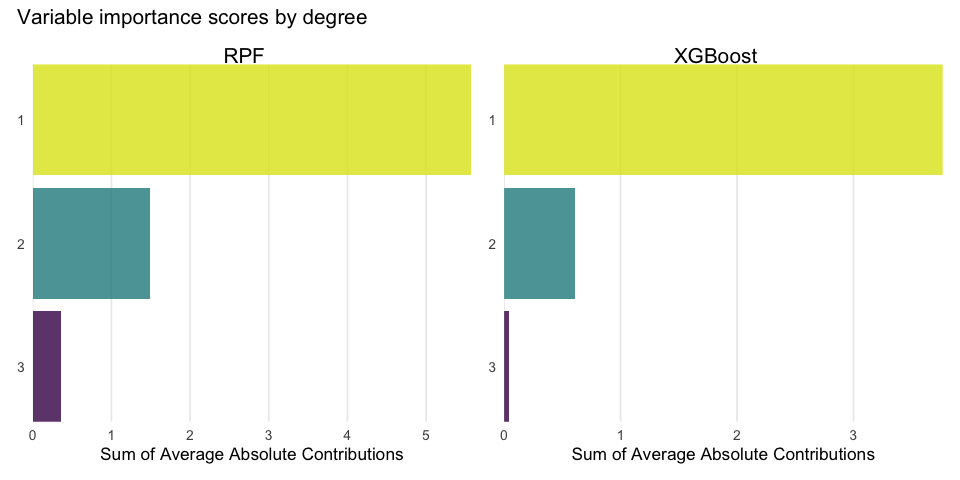 Variable importance scores by degree
RPF
1
2
3
0 1 2 3 4 5
Sum of Average Absolute Contributions
XGBoost
1
2
3
0 1 2 3
Sum of Average Absolute Contributions